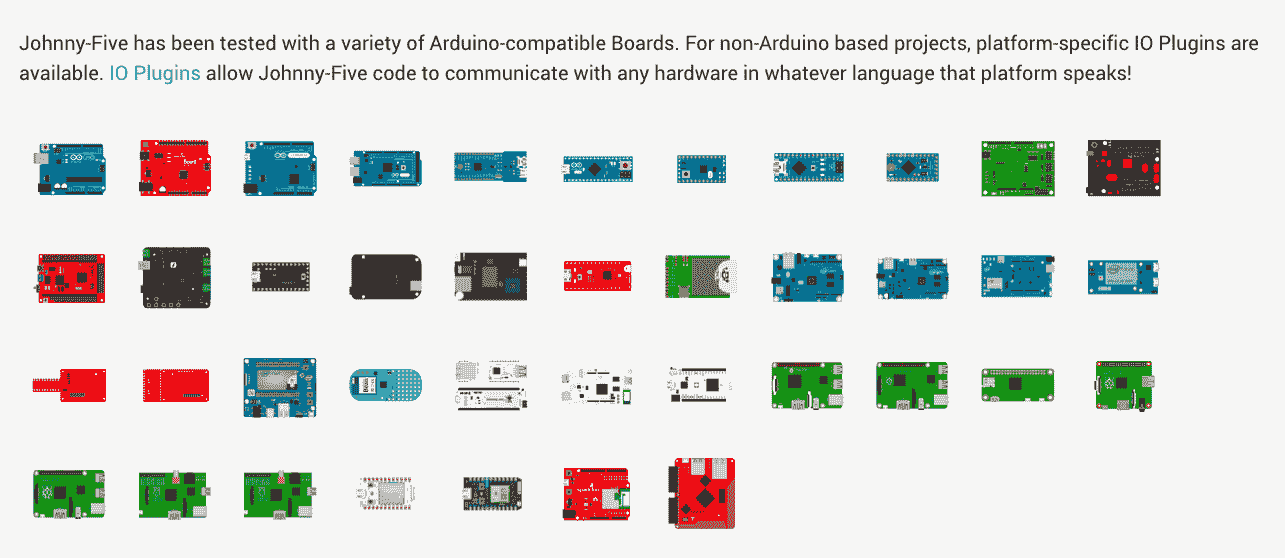 Johnny-Five has been tested with a variety of Arduino-compatible Boards. For non-Arduino based projects, platform-specific IO Plugins are
available. IO Plugins allow Johnny-Five code to communicate with any hardware in whatever language that platform speaks!